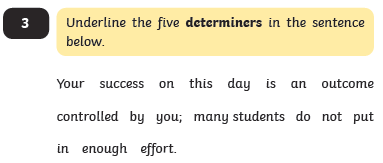 3
Underline the five determiners in the sentence
below.
Your success on this day is an outcome
controlled by you; many students do not put
in enough effort.